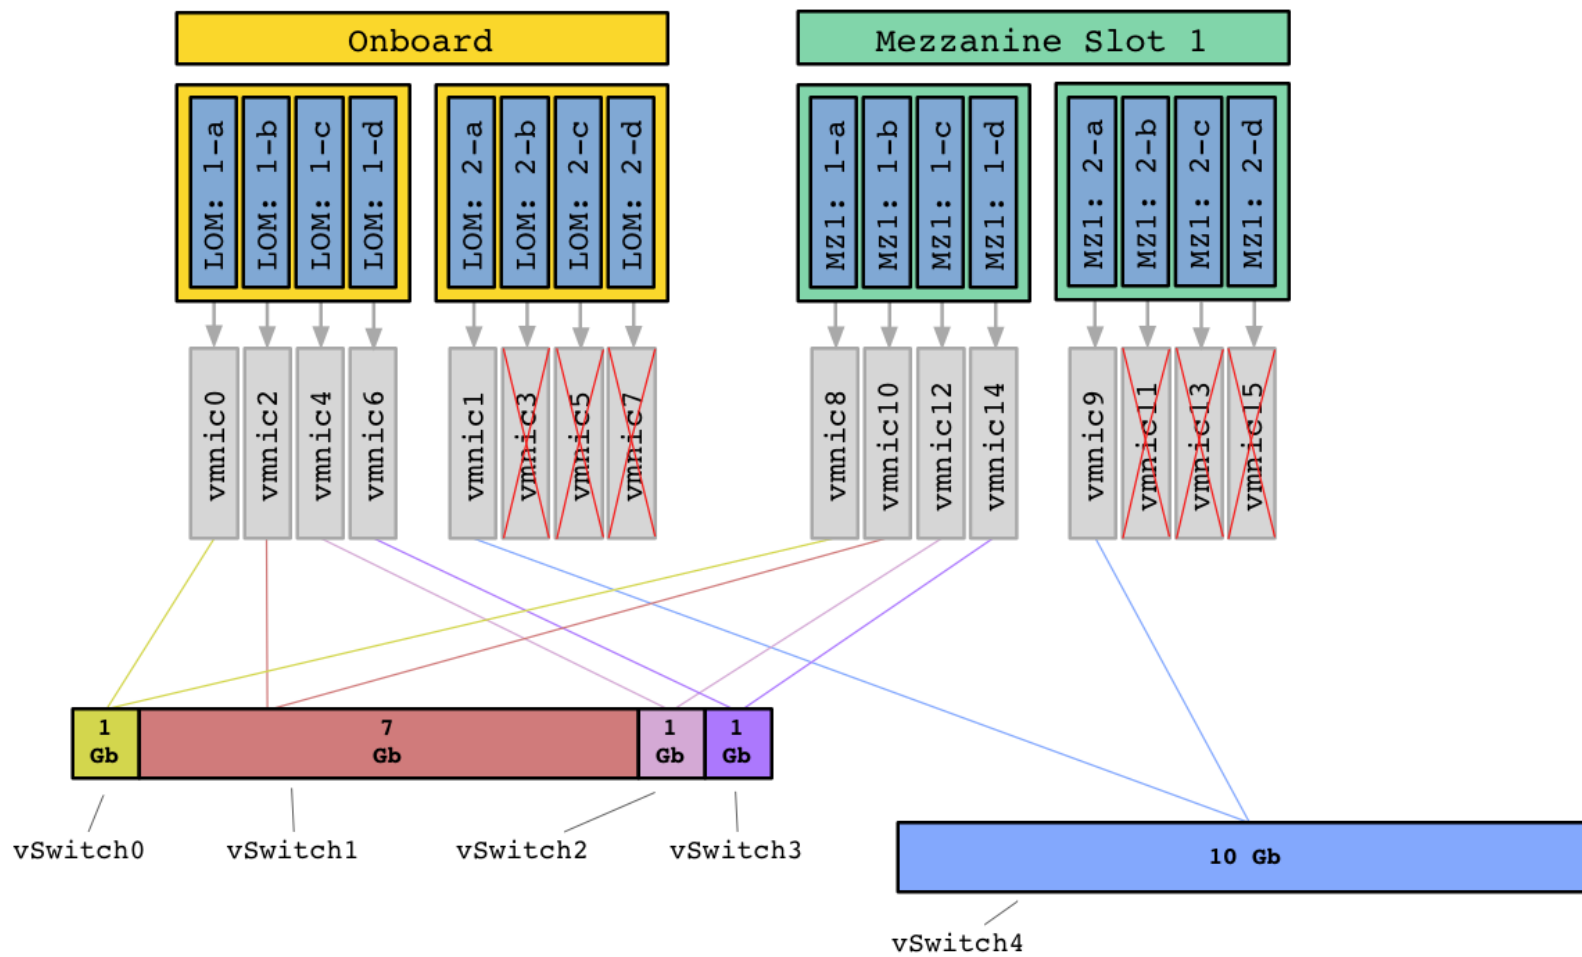 Onboard
Mezzanine Slot 1
LOM: 1-a
LOM: 1-b
LOM: 1-c
LOM: 1-d
LOM: 2-a
LOM: 2-b
LOM: 2-c
LOM: 2-d
MZ1: 1-a
MZ1: 1-b
MZ1: 1-c
MZ1: 1-d
MZ1: 2-a
MZ1: 2-b
MZ1: 2-c
MZ1: 2-d
vmnic0
vmnic2
vmnic4
vmnic6
vmnic1
vmnic3
vmnic5
vmnic7
vmnic8
vmnic10
vmnic12
vmnic14
vmnic9
vmnic11
vmnic13
vmnic15
1
Gb
7
Gb
1
Gb
1
Gb
vSwitch0
vSwitch1
vSwitch2
vSwitch3
10 Gb
vSwitch4